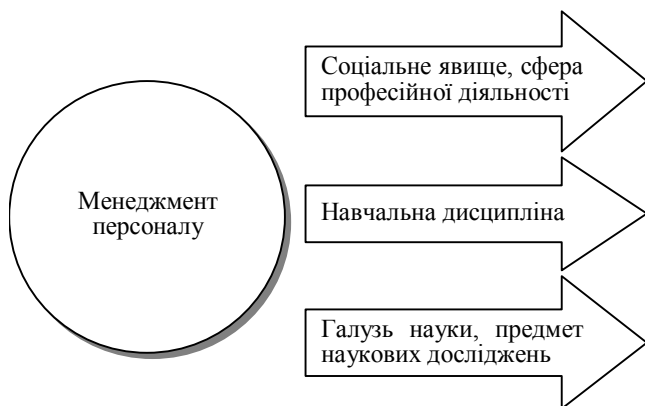 Соціальне явище, сфера
професійної діяльності
Менеджмент
персоналу
Навчальна дисципліна
Галузь науки, предмет
наукових досліджень